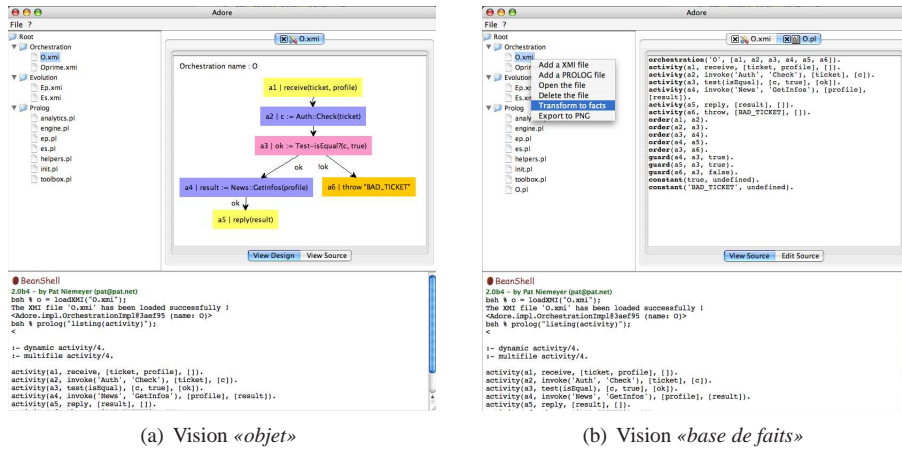 Adore
File ?
Root
Orchestration
O.xmi
Oprime.xmi
Evolution
Ep.xmi
Es.xmi
Prolog
analytics.pl
engine.pl
ep.pl
es.pl
helpers.pl
init.pl
toolbox.pl
O.xmi
Orchestration name : O
a1 | receive(ticket, profile)
a2 | c := Auth::Check(ticket)
a3 | ok := Test-isEqual?(c, true)
ok
!ok
a4 | result := News::GetInfos(profile)
a6 | throw "BAD_TICKET"
ok
a5 | reply(result)
View Design View Source
BeanShell
2.0b4 - by Pat Niemeyer (pat@pat.net)
bsh % o = loadXMI("O.xmi");
The XMI file 'O.xmi' has been loaded successfully !
<Adore.impl.OrchestrationImpl@3aef95 (name: O)>
bsh % prolog("listing(activity)");
<
:- dynamic activity/4.
:- multifile activity/4.
activity(a1, receive, [ticket, profile], []).
activity(a2, invoke('Auth', 'Check'), [ticket], [c]).
activity(a3, test(isEqual), [c, true], [ok]).
activity(a4, invoke('News', 'GetInfos'), [profile], [result]).
activity(a5, reply, [result], []).
(a) Vision «objet»
Adore
File ?
Root
Orchestration
O.xmi
Oprin
Evolution
Ep.xm
Es.xm
Prolog
analytics.pl
engine.pl
ep.pl
es.pl
helpers.pl
init.pl
toolbox.pl
O.pl
Add a XMI file
Add a PROLOG file
Open the file
Delete the file
Transform to facts
Export to PNG
O.xmi O.pl
orchestration('O', [a1, a2, a3, a4, a5, a6]).
activity(a1, receive, [ticket, profile], []).
activity(a2, invoke('Auth', 'Check'), [ticket], [c]).
activity(a3, test(isEqual), [c, true], [ok]).
activity(a4, invoke('News', 'GetInfos'), [profile],
[result]).
activity(a5, reply, [result], []).
activity(a6, throw, [BAD_TICKET], []).
order(a1, a2).
order(a2, a3).
order(a3, a4).
order(a4, a5).
order(a3, a6).
guard(a4, a3, true).
guard(a5, a3, true).
guard(a6, a3, false).
constant(true, undefined).
constant('BAD_TICKET', undefined).
View Source Edit Source
BeanShell
2.0b4 - by Pat Niemeyer (pat@pat.net)
bsh % o = loadXMI("O.xmi");
The XMI file 'O.xmi' has been loaded successfully !
<Adore.impl.OrchestrationImpl@3aef95 (name: O)>
bsh % prolog("listing(activity)");
<
:- dynamic activity/4.
:- multifile activity/4.
activity(a1, receive, [ticket, profile], []).
activity(a2, invoke('Auth', 'Check'), [ticket], [c]).
activity(a3, test(isEqual), [c, true], [ok]).
activity(a4, invoke('News', 'GetInfos'), [profile], [result]).
activity(a5, reply, [result], []).
(b) Vision «base de faits»